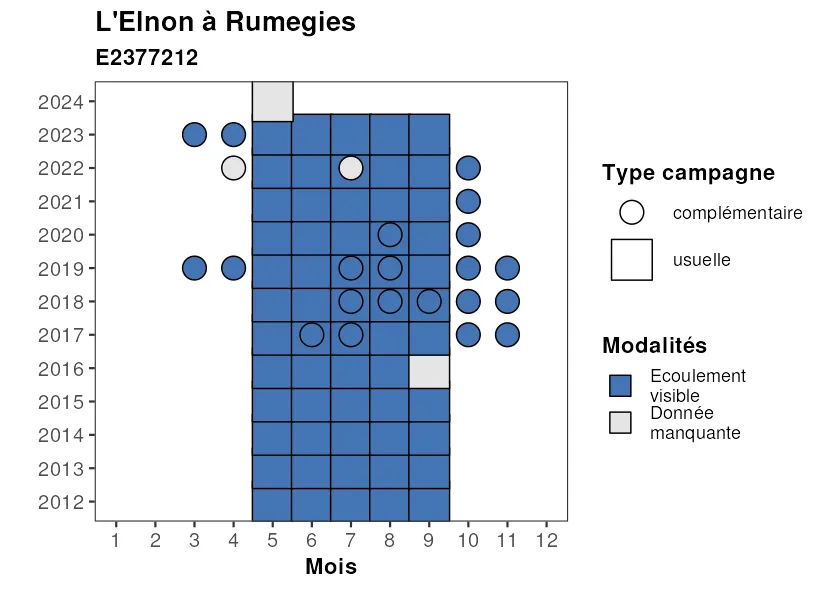 L'Elnon à Rumegies
E2377212
2024
2023
2022
2021
2020
2019
2018
2017
2016
2015
2014
2013
2012
1 2 3 4 5 6 7 8 9 10 11 12
Mois
Type campagne
complémentaire
usuelle
Modalités
Ecoulement
visible
Donnée
manquante